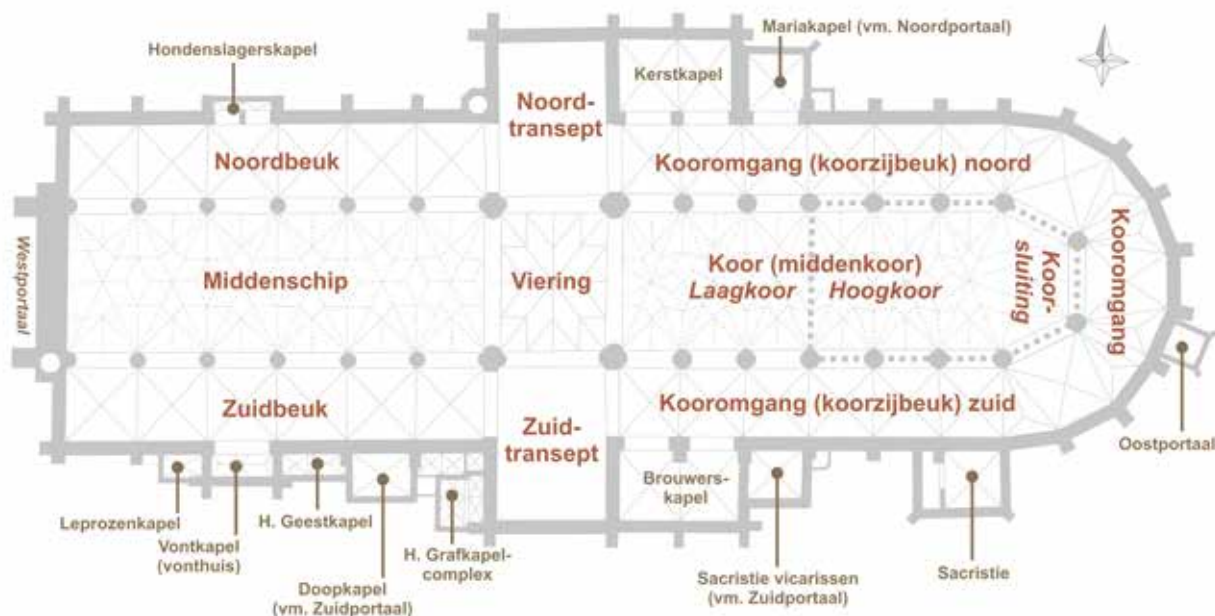 Mariakapel (vm. Noordportaal)
Hondenslagerskapel
Kerstkapel
Noord-
transept
Noordbeuk
Kooromgang (koorzijbeuk) noord
Westportaal
Middenschip
Viering
Koor (middenkoor)
Laagkoor
Hoogkoor
Koor-
sluiting
Kooromgang
Zuidbeuk
Kooromgang (koorzijbeuk) zuid
Zuid-
transept
Oostportaal
Brouwers-
kapel
Leprozenkapel
H. Geestkapel
Vontkapel
(vonthuis)
H. Grafkapel-
complex
Doopkapel
(vm. Zuidportaal)
Sacristie vicarissen
(vm. Zuidportaal)
Sacristie